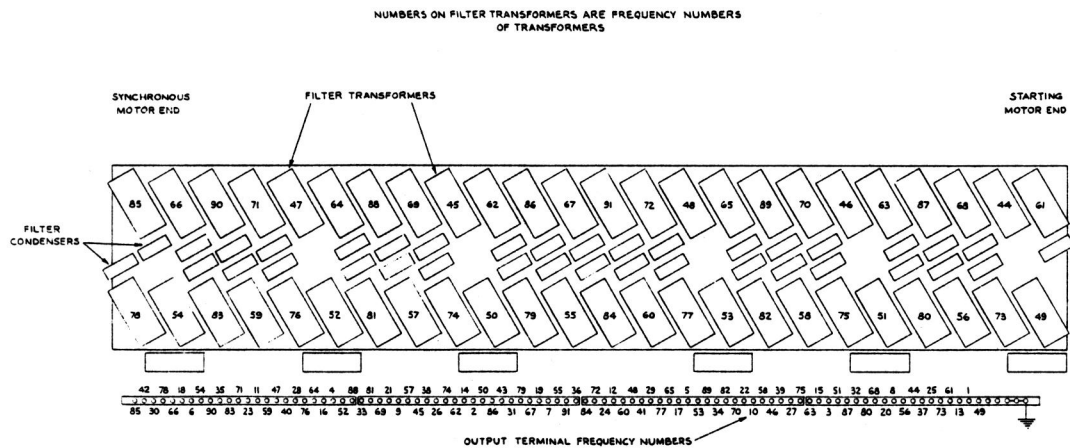 NUMBERS ON FILTER TRANSFORMERS ARE FREQUENCY NUMBERS
OF TRANSFORMERS
SYNCHRONOUS
MOTOR END
FILTER TRANSFORMERS
STARTING
MOTOR END
85 66 90 71 47 64 88 69 45 62 86 67 91 72 48 65 89 70 46 63 87 68 44 61
FILTER
CONDENSERS
78 54 83 59 76 52 81 57 74 50 79 55 84 60 77 53 82 58 75 51 80 56 73 49
42 78 18 54 35 71 11 47 28 64 4 88 81 21 57 38 74 14 50 43 79 19 55 36 72 12 48 29 65 5 89 82 22 58 39 75 15 51 32 68 8 44 25 61 1
85 30 66 6 90 83 23 59 40 76 16 52 33 69 9 45 26 62 2 86 31 67 7 91 84 24 60 41 77 17 53 34 70 10 46 27 63 3 87 80 20 56 37 73 13 49
OUTPUT TERMINAL FREQUENCY NUMBERS